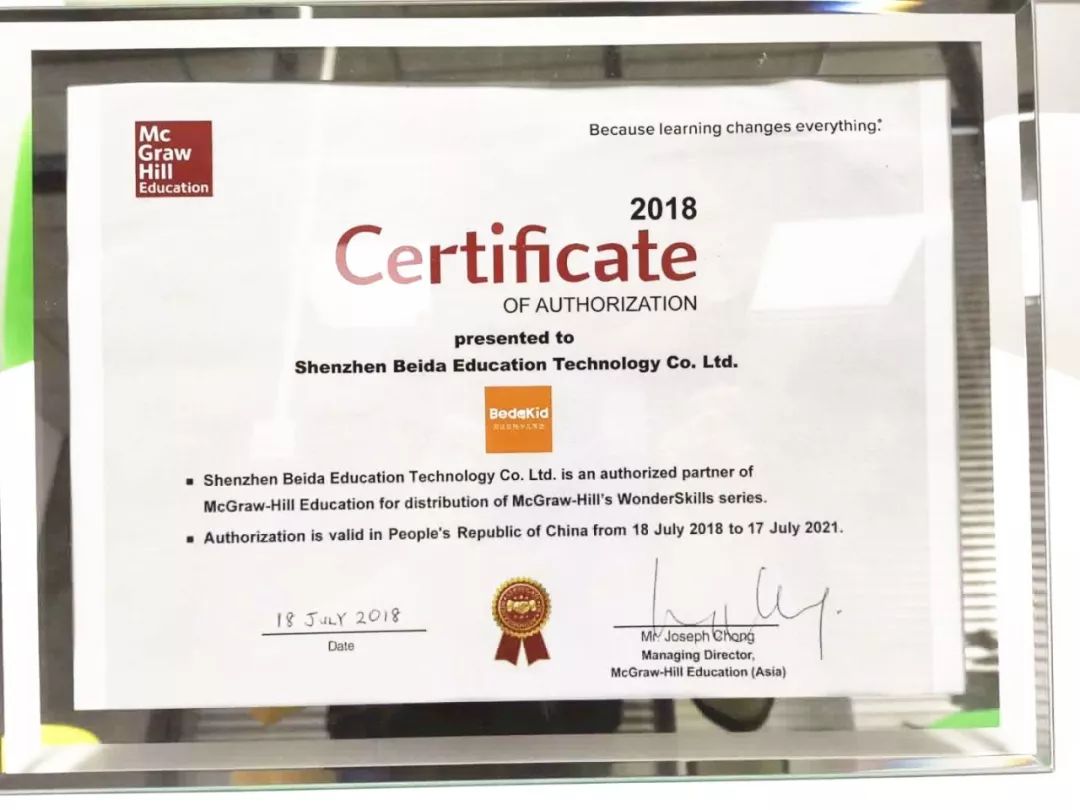 Mc
Graw
Hill
Education
Because learning changes everything.®
2018
Certificate
OF AUTHORIZATION
presented to
Shenzhen Beida Education Technology Co. Ltd.
BedaKid
▪ Shenzhen Beida Education Technology Co. Ltd. is an authorized partner of
McGraw-Hill Education for distribution of McGraw-Hill's WonderSkills series.
▪ Authorization is valid in People's Republic of China from 18 July 2018 to 17 July 2021.
18 JULY 2018
Date
Mr Joseph Chong
Managing Director,
McGraw-Hill Education (Asia)